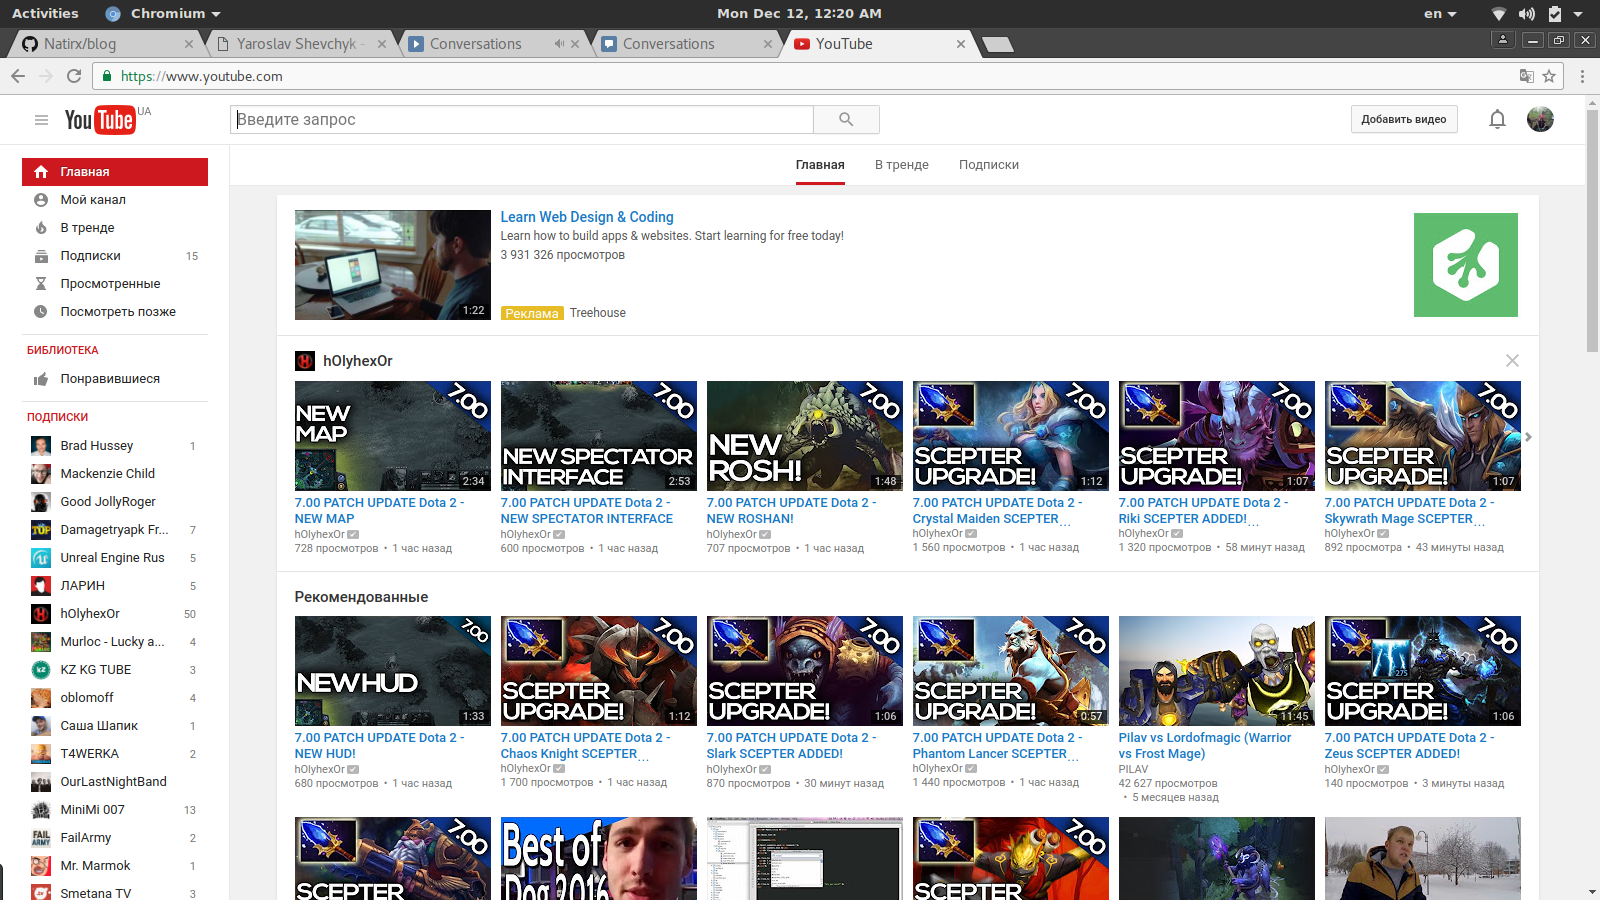 Activities
Chromium
Mon Dec 12, 12:20 AM
en
Natirx/blog
Yaroslav Shevchyk -
Conversations
Conversations
YouTube
https://www.youtube.com
YouTube UA
Введите запрос
Добавить видео
Главная
В тренде
Подписки
Главная
Мой канал
В тренде
Подписки 15
Просмотренные
Посмотреть позже
БИБЛИОТЕКА
Понравившиеся
ПОДПИСКИ
Brad Hussey 1
Mackenzie Child
Good JollyRoger
Damagetryapk Fr... 7
Unreal Engine Rus 5
ЛАРИН 5
hOlyhexOr 50
Murloc - Lucky a... 4
KZ KG TUBE 3
oblomoff 4
Саша Шапик 1
T4WERKA 2
OurLastNightBand
MiniMi 007 13
FailArmy 2
Mr. Marmok 1
Smetana TV 3
Learn Web Design & Coding
Learn how to build apps & websites. Start learning for free today!
3 931 326 просмотров
1:22
Реклама Treehouse
hOlyhexOr
7.00
NEW
MAP
2:34
7.00 PATCH UPDATE Dota 2 -
NEW MAP
hOlyhexOr
728 просмотров • 1 час назад
7.00
NEW SPECTATOR
INTERFACE
2:53
7.00 PATCH UPDATE Dota 2 -
NEW SPECTATOR INTERFACE
hOlyhexOr
600 просмотров • 1 час назад
7.00
NEW
ROSH!
1:48
7.00 PATCH UPDATE Dota 2 -
NEW ROSHAN!
hOlyhexOr
707 просмотров • 1 час назад
7.00
SCEPTER
UPGRADE!
1:12
7.00 PATCH UPDATE Dota 2 -
Crystal Maiden SCEPTER...
hOlyhexOr
1 560 просмотров • 1 час назад
7.00
SCEPTER
UPGRADE!
1:07
7.00 PATCH UPDATE Dota 2 -
Riki SCEPTER ADDED!...
hOlyhexOr
1 320 просмотров • 58 минут назад
7.00
SCEPTER
UPGRADE!
1:07
7.00 PATCH UPDATE Dota 2 -
Skywrath Mage SCEPTER...
hOlyhexOr
892 просмотра • 43 минуты назад
Рекомендованные
7.00
NEW HUD
1:33
7.00 PATCH UPDATE Dota 2 -
NEW HUD!
hOlyhexOr
680 просмотров • 1 час назад
7.00
SCEPTER
UPGRADE!
1:12
7.00 PATCH UPDATE Dota 2 -
Chaos Knight SCEPTER...
hOlyhexOr
1 700 просмотров • 1 час назад
7.00
SCEPTER
UPGRADE!
1:06
7.00 PATCH UPDATE Dota 2 -
Slark SCEPTER ADDED!
hOlyhexOr
870 просмотров • 30 минут назад
7.00
SCEPTER
UPGRADE!
0:57
7.00 PATCH UPDATE Dota 2 -
Phantom Lancer SCEPTER...
hOlyhexOr
1 440 просмотров • 1 час назад
11:45
Pilav vs Lordofmagic (Warrior
vs Frost Mage)
PILAV
42 627 просмотров
• 5 месяцев назад
7.00
275
SCEPTER
UPGRADE!
1:06
7.00 PATCH UPDATE Dota 2 -
Zeus SCEPTER ADDED!
hOlyhexOr
140 просмотров • 3 минуты назад
7.00
SCEPTER
Best of
Dog 2016
7.00
SCEPTER